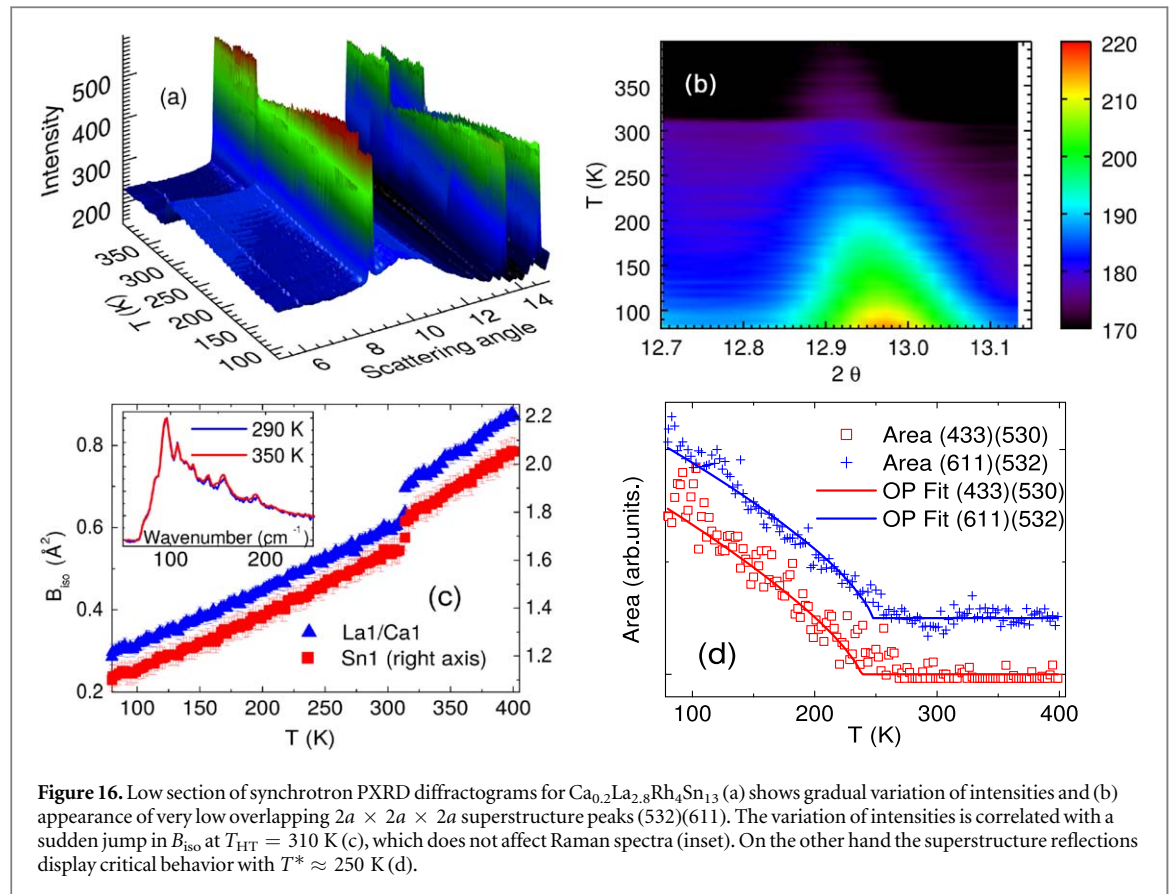 (a)
Intensity
500
400
300
200
350
300
250
200
150
100
T (K)
6
8
10
12
14
Scattering angle
(b)
T (K)
350
300
250
200
150
100
12.7
12.8
12.9
13.0
13.1
2 θ
220
210
200
190
180
170
B_iso (Å²)
0.8
0.6
0.4
0.2
290 K
350 K
Wavenumber (cm⁻¹)
100
200
(c)
La1/Ca1
Sn1 (right axis)
2.2
2.0
1.8
1.6
1.4
1.2
100
150
200
250
300
350
400
T (K)
Area (arb.units.)
Area (433)(530)
Area (611)(532)
OP Fit (433)(530)
OP Fit (611)(532)
(d)
100
200
300
400
T (K)
Figure 16. Low section of synchrotron PXRD diffractograms for Ca₀.₂La₂.₈Rh₄Sn₁₃ (a) shows gradual variation of intensities and (b)
appearance of very low overlapping 2a × 2a × 2a superstructure peaks (532)(611). The variation of intensities is correlated with a
sudden jump in B_iso at T_HT = 310 K (c), which does not affect Raman spectra (inset). On the other hand the superstructure reflections
display critical behavior with T* ≈ 250 K (d).